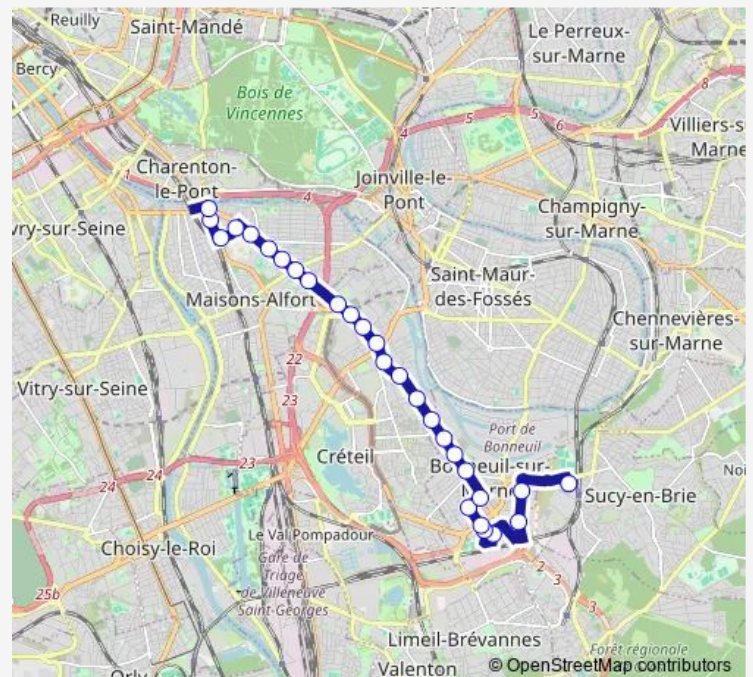 Reuilly
Saint-Mandé
Le Perreux-
sur-Marne
Bercy
Bois de
Vincennes
8
5
5
6
4
Villiers-s
Marne
Charenton-
le-Pont
1
4
Joinville-le-
Pont
vry-sur-Seine
Champigny-
sur-Marne
Saint-Maur-
des-Fossés
Maisons-Alfort
Chennevières-
sur-Marne
22
Vitry-sur-Seine
23
Port de
Bonneuil
Créteil
23
24
24
Noi
Sucy-en-Brie
Choisy-le-Roi
Le Val Pompadour
Gare de
Triage
de Villeneuve
Saint-Georges
2
3
3
25b
Limeil-Brévannes
Forêt régionale
Valenton
Orly
© OpenStreetMap contributors